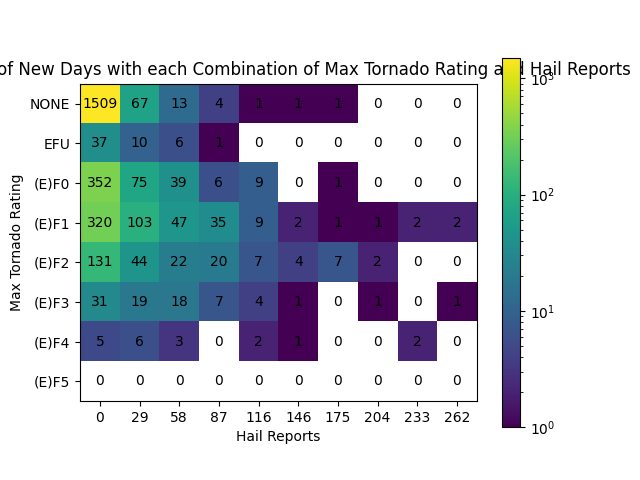 of New Days with each Combination of Max Tornado Rating and Hail Reports
NONE 1509 67 13 4 1 1 1 0 0 0
EFU 37 10 6 1 0 0 0 0 0 0
(E)F0 352 75 39 6 9 0 1 0 0 0
(E)F1 320 103 47 35 9 2 1 1 2 2
(E)F2 131 44 22 20 7 4 7 2 0 0
(E)F3 31 19 18 7 4 1 0 1 0 1
(E)F4 5 6 3 0 2 1 0 0 2 0
(E)F5 0 0 0 0 0 0 0 0 0 0
0 29 58 87 116 146 175 204 233 262
Hail Reports
Max Tornado Rating
10³
10²
10¹
10⁰